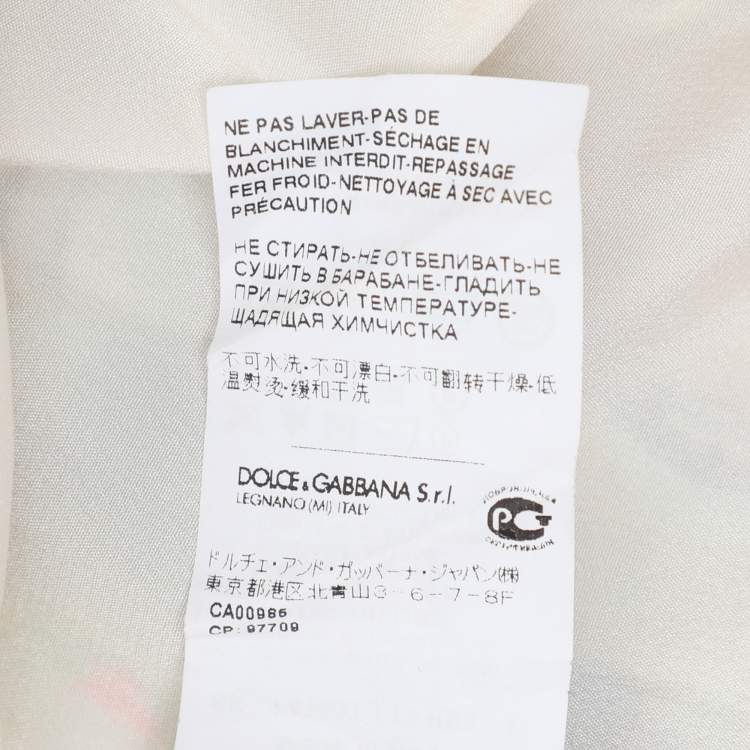 NE PAS LAVER-PAS DE
BLANCHIMENT-SÉCHAGE EN
MACHINE INTERDIT-REPASSAGE
FER FROID-NETTOYAGE À SEC AVEC
PRÉCAUTION
НЕ СТИРАТЬ-НЕ ОТБЕЛИВАТЬ-НЕ
СУШИТЬ В БАРАБАНЕ-ГЛАДИТЬ
ПРИ НИЗКОЙ ТЕМПЕРАТУРЕ-
ЩАДЯЩАЯ ХИМЧИСТКА
不可水洗-不可漂白-不可翻转干燥-低
温熨烫-缓和干洗
DOLCE & GABBANA S.r.l.
LEGNANO (MI) ITALY
PCT
ドルチェ・アンド・ガッバーナ・ジャパン(株)
東京都港区北青山3-6-7-8F
CA00985
CP: 97709